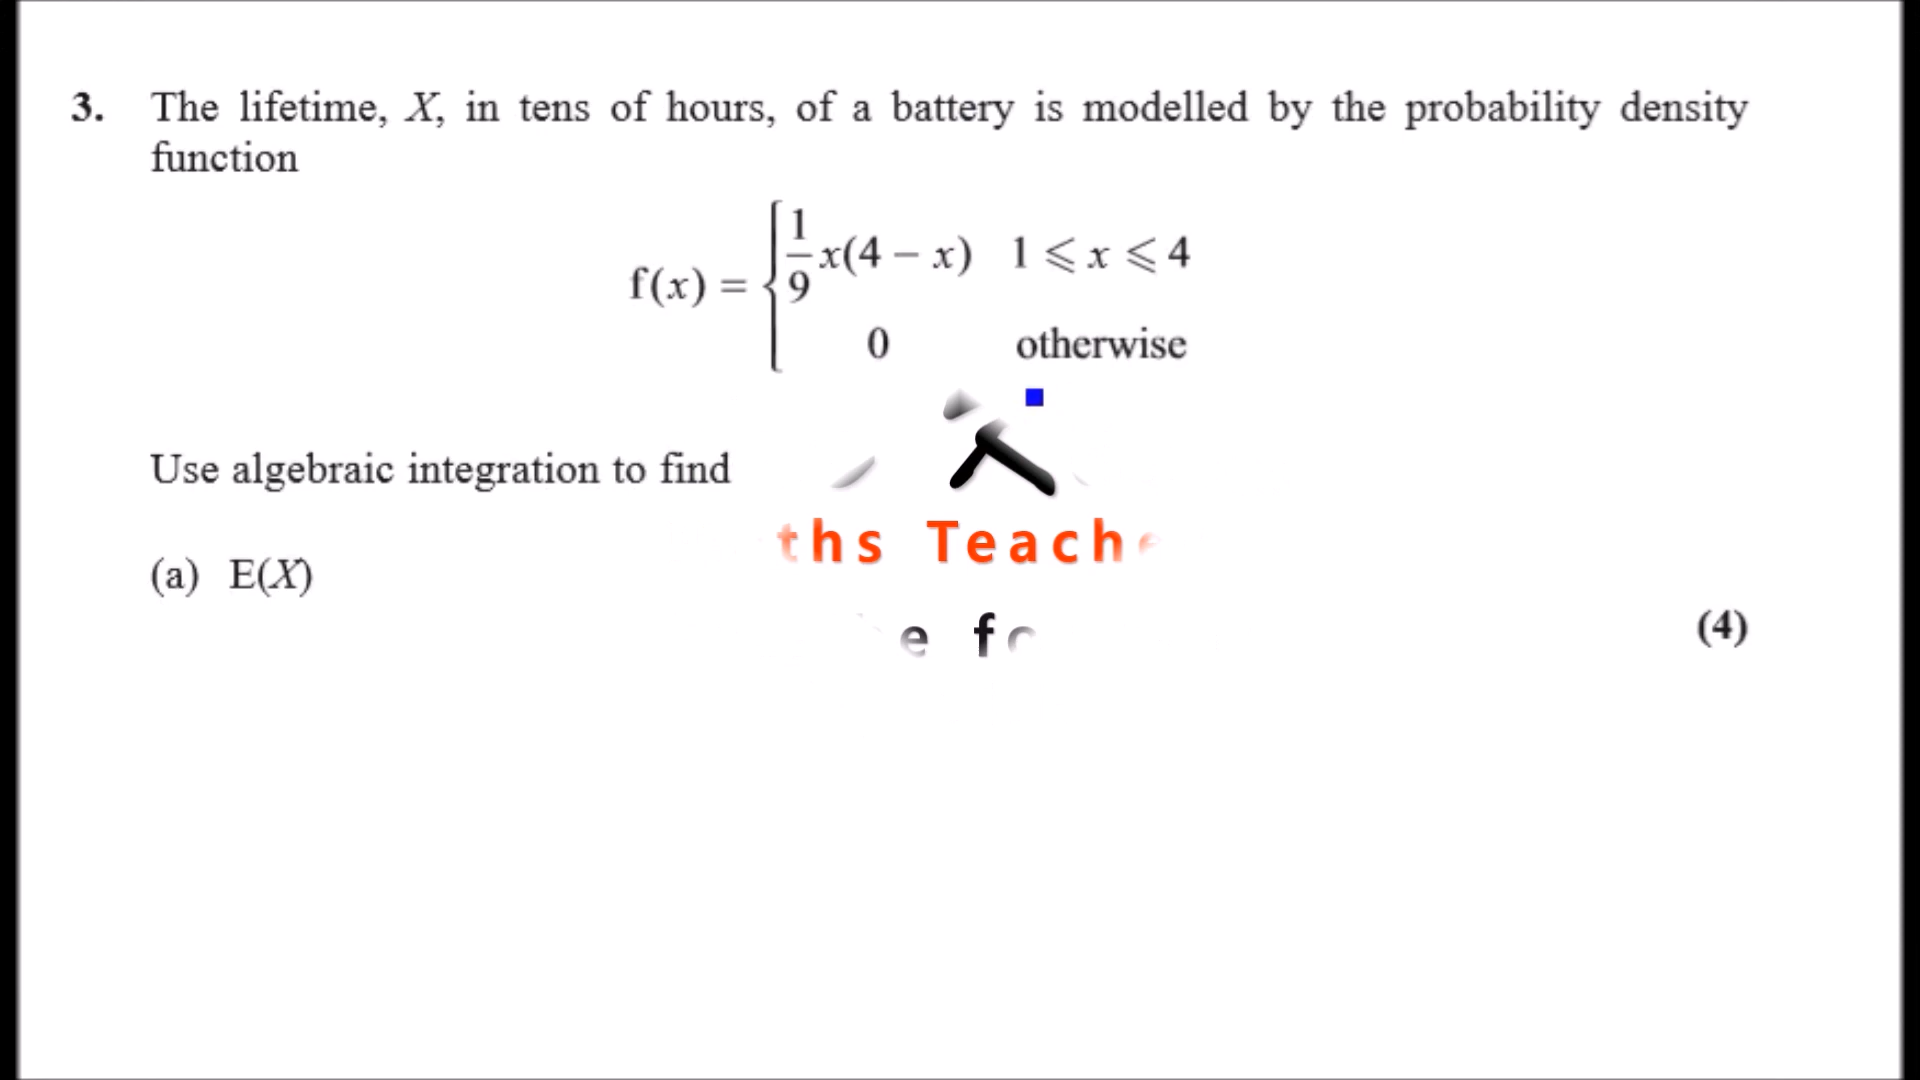 3. The lifetime, X, in tens of hours, of a battery is modelled by the probability density
function
f(x) = { 1/9 x(4 − x)   1 ⩽ x ⩽ 4
0   otherwise
Use algebraic integration to find
ths Teach
(a) E(X)
e fo
(4)